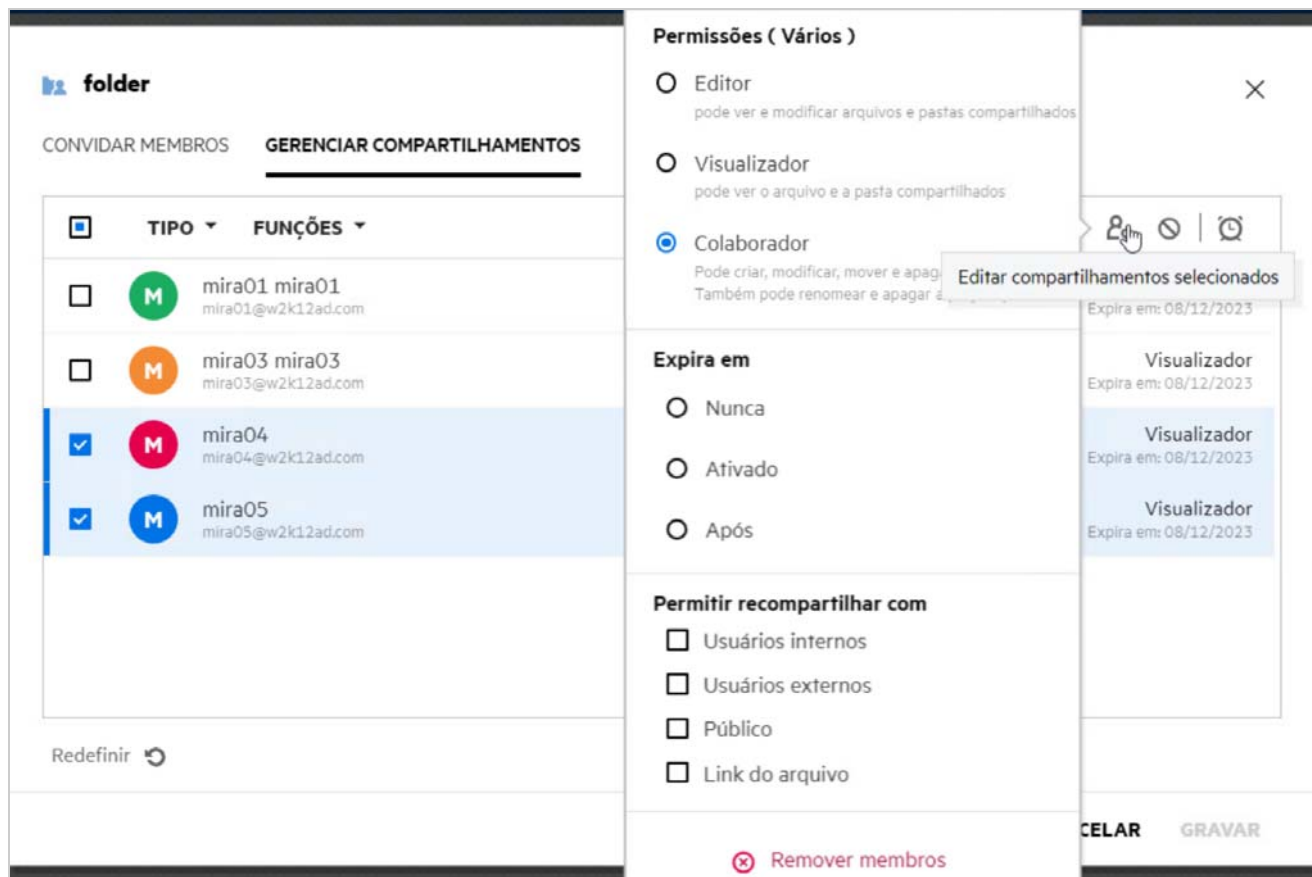 folder
CONVIDAR MEMBROS GERENCIAR COMPARTILHAMENTOS
TIPO FUNÇÕES
M mira01 mira01
mira01@w2k12ad.com
Expira em: 08/12/2023
M mira03 mira03
mira03@w2k12ad.com
Visualizador
Expira em: 08/12/2023
M mira04
mira04@w2k12ad.com
Visualizador
Expira em: 08/12/2023
M mira05
mira05@w2k12ad.com
Visualizador
Expira em: 08/12/2023
Redefinir
Permissões ( Vários )
Editor
pode ver e modificar arquivos e pastas compartilhados
Visualizador
pode ver o arquivo e a pasta compartilhados
Colaborador
Pode criar, modificar, mover e
Também pode renomear e apagar
Editar compartilhamentos selecionados
Expira em
Nunca
Ativado
Após
Permitir recompartilhar com
Usuários internos
Usuários externos
Público
Link do arquivo
Remover membros
CELAR GRAVAR